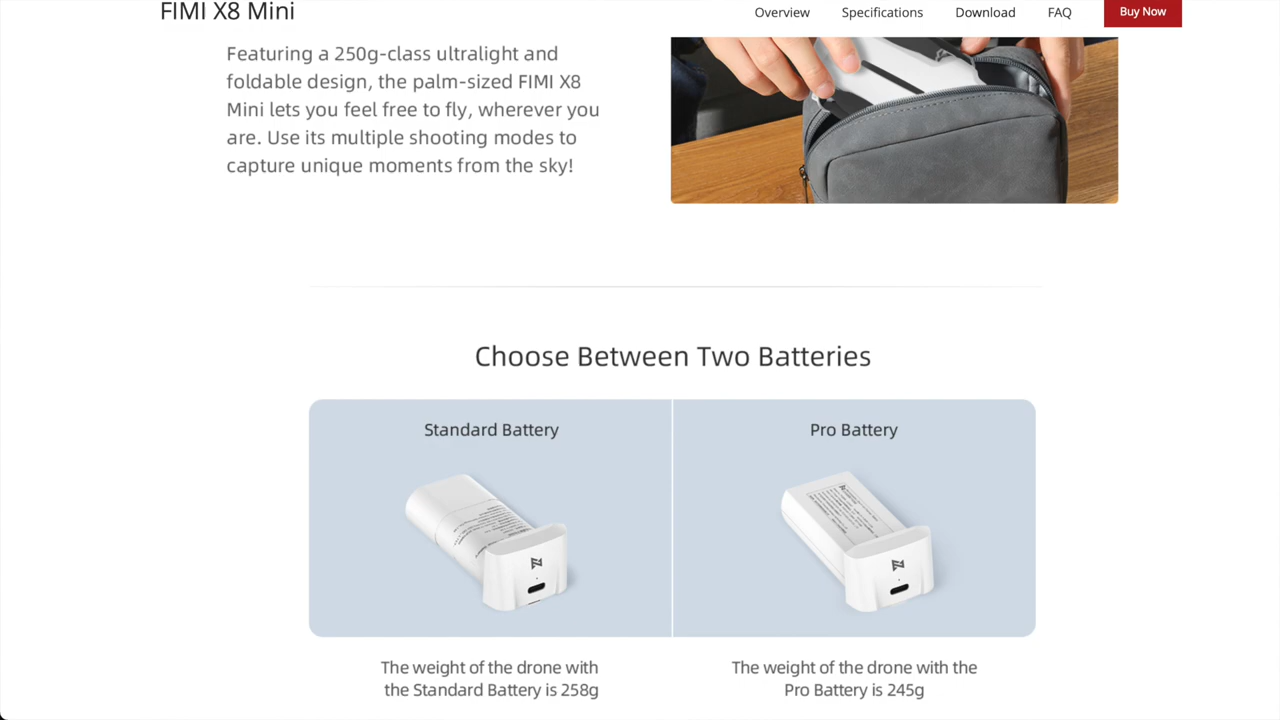 FIMI X8 Mini
Overview
Specifications
Download
FAQ
Buy Now
Featuring a 250g-class ultralight and
foldable design, the palm-sized FIMI X8
Mini lets you feel free to fly, wherever you
are. Use its multiple shooting modes to
capture unique moments from the sky!
Choose Between Two Batteries
Standard Battery
Pro Battery
The weight of the drone with
the Standard Battery is 258g
The weight of the drone with the
Pro Battery is 245g